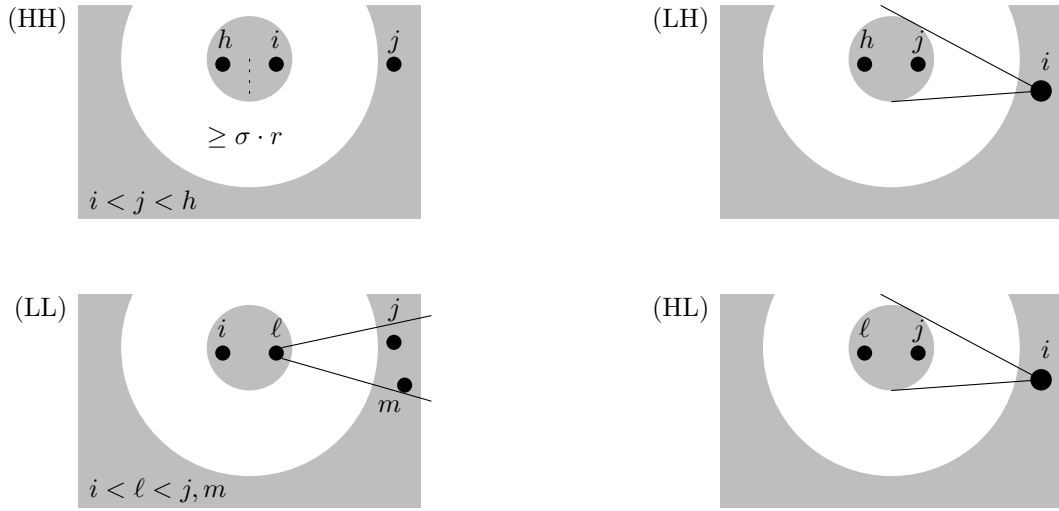 (HH)
h i j
≥ σ · r
i < j < h
(LH)
h j i
(LL)
i ℓ j
m
i < ℓ < j, m
(HL)
ℓ j i